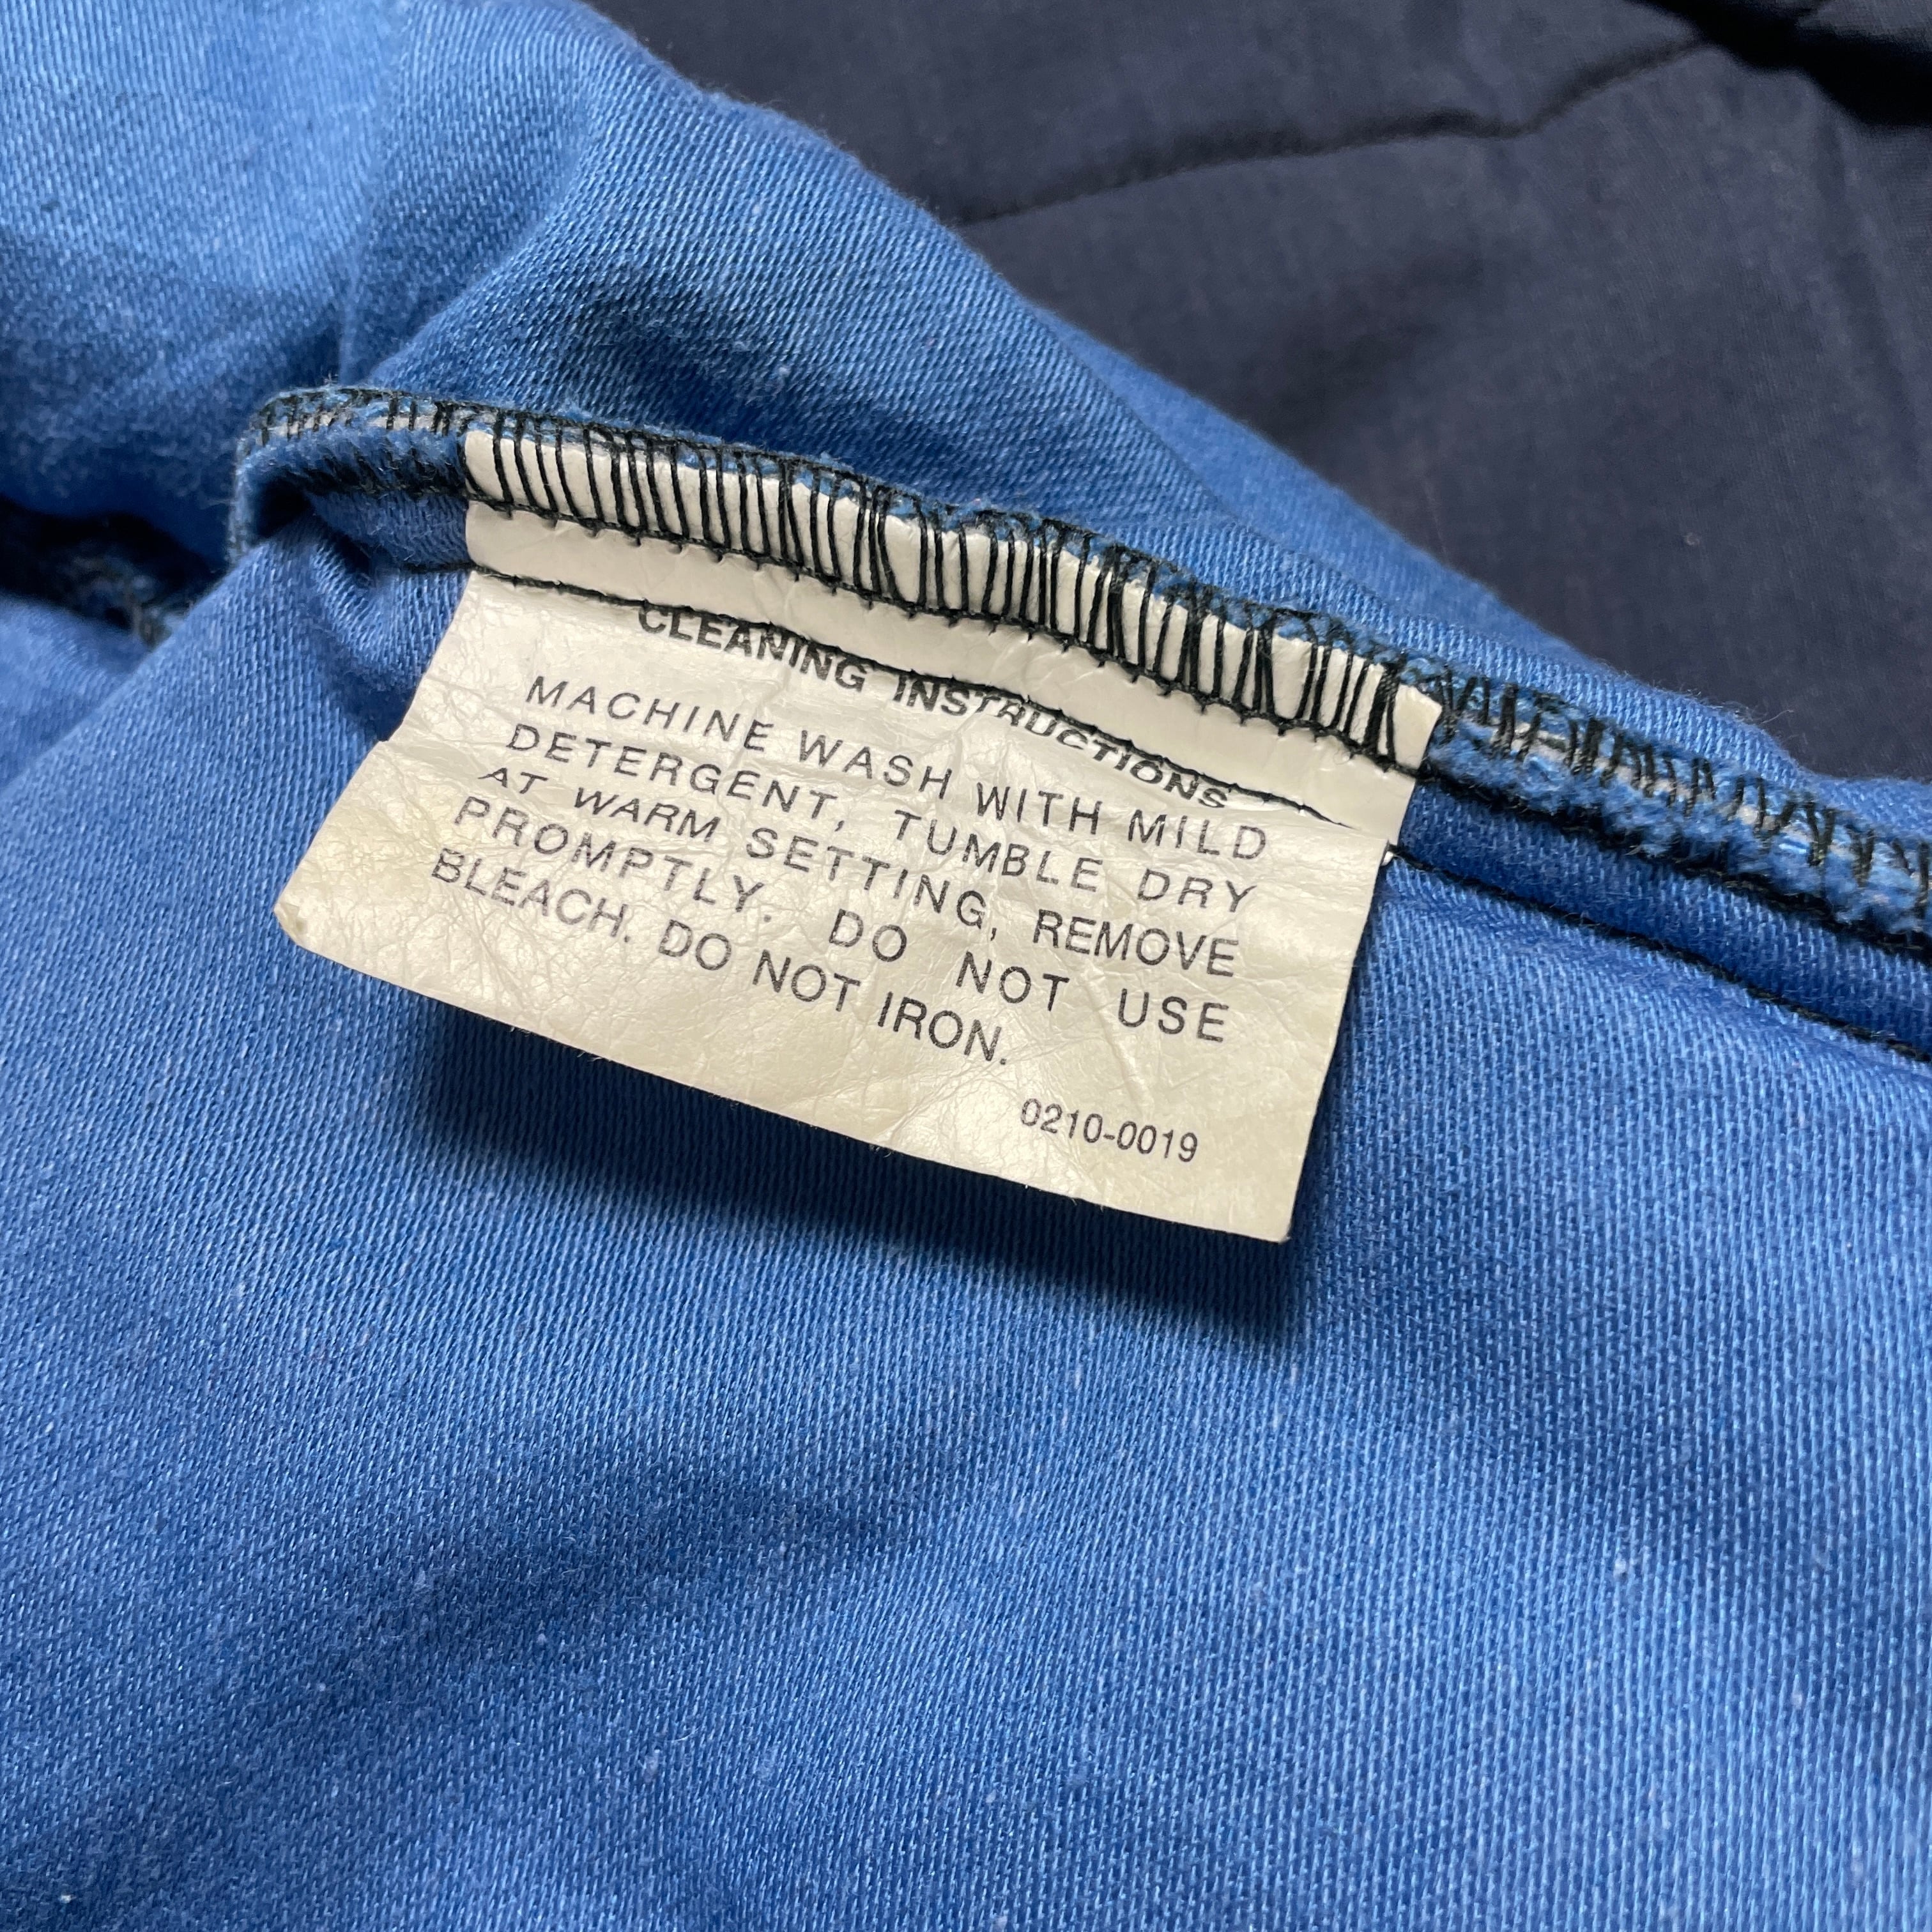 CLEANING INSTRUCTIONS
MACHINE WASH WITH MILD
DETERGENT, TUMBLE DRY
AT WARM SETTING, REMOVE
PROMPTLY. DO NOT USE
BLEACH. DO NOT IRON.
0210-0019